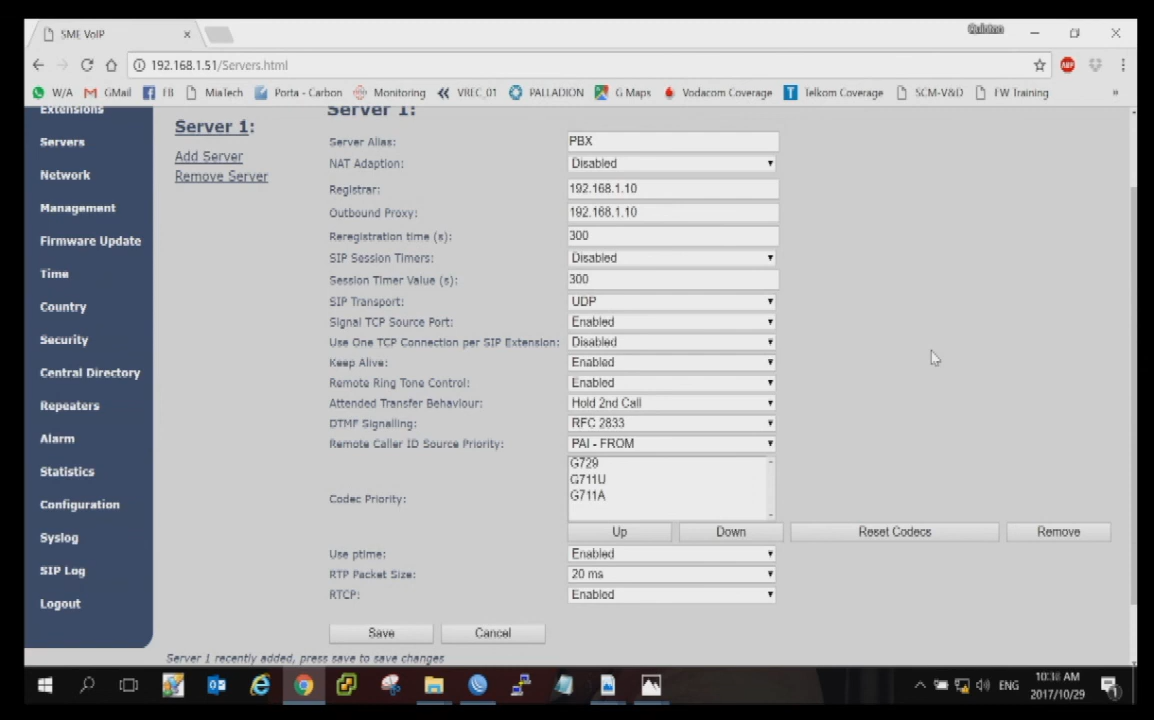 SME VoIP
192.168.1.51/Servers.html
W/A GMail FB MiaTech Porta - Carbon Monitoring VREC_01 PALLADION G Maps Vodacom Coverage Telkom Coverage SCM-V&D TW Training »
Extensions
Servers
Network
Management
Firmware Update
Time
Country
Security
Central Directory
Repeaters
Alarm
Statistics
Configuration
Syslog
SIP Log
Logout
Server 1:
Add Server
Remove Server
Server 1:
Server Alias: PBX
NAT Adaption: Disabled
Registrar: 192.168.1.10
Outbound Proxy: 192.168.1.10
Reregistration time (s): 300
SIP Session Timers: Disabled
Session Timer Value (s): 300
SIP Transport: UDP
Signal TCP Source Port: Enabled
Use One TCP Connection per SIP Extension: Disabled
Keep Alive: Enabled
Remote Ring Tone Control: Enabled
Attended Transfer Behaviour: Hold 2nd Call
DTMF Signalling: RFC 2833
Remote Caller ID Source Priority: PAI - FROM
Codec Priority:
G729
G711U
G711A
Up Down Reset Codecs Remove
Use ptime: Enabled
RTP Packet Size: 20 ms
RTCP: Enabled
Save Cancel
Server 1 recently added, press save to save changes
ENG
10:38 AM
2017/10/29